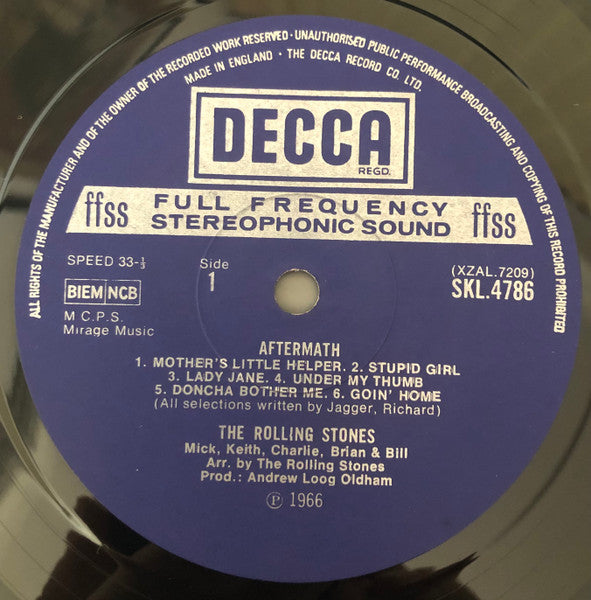 ALL RIGHTS OF THE MANUFACTURER AND OF THE OWNER OF THE RECORDED WORK RESERVED · UNAUTHORISED PUBLIC PERFORMANCE BROADCASTING AND COPYING OF THIS RECORD PROHIBITED
MADE IN ENGLAND · THE DECCA RECORD CO. LTD.
DECCA
REGD.
ffss FULL FREQUENCY STEREOPHONIC SOUND ffss
SPEED 33-⅓
Side
1
(XZAL.7209)
SKL.4786
BIEM NCB
M C.P.S.
Mirage Music
AFTERMATH
1. MOTHER'S LITTLE HELPER. 2. STUPID GIRL
3. LADY JANE. 4. UNDER MY THUMB
5. DONCHA BOTHER ME. 6. GOIN' HOME
(All selections written by Jagger, Richard)
THE ROLLING STONES
Mick, Keith, Charlie, Brian & Bill
Arr. by The Rolling Stones
Prod.: Andrew Loog Oldham
Ⓟ 1966